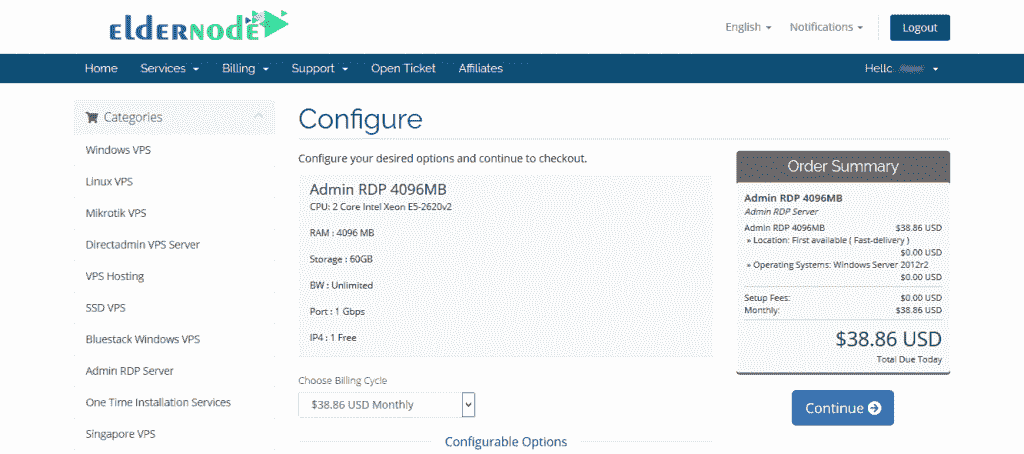 ELDERNODE
English
Notifications
Logout
Home
Services
Billing
Support
Open Ticket
Affiliates
Hello
Categories
Windows VPS
Linux VPS
Mikrotik VPS
Directadmin VPS Server
VPS Hosting
SSD VPS
Bluestack Windows VPS
Admin RDP Server
One Time Installation Services
Singapore VPS
Configure
Configure your desired options and continue to checkout.
Admin RDP 4096MB
CPU: 2 Core Intel Xeon E5-2620v2
RAM : 4096 MB
Storage : 60GB
BW : Unlimited
Port : 1 Gbps
IP4 : 1 Free
Choose Billing Cycle
$38.86 USD Monthly
Configurable Options
Order Summary
Admin RDP 4096MB
Admin RDP Server
Admin RDP 4096MB $38.86 USD
» Location: First available ( Fast-delivery )
$0.00 USD
» Operating Systems: Windows Server 2012r2
$0.00 USD
Setup Fees: $0.00 USD
Monthly: $38.86 USD
$38.86 USD
Total Due Today
Continue